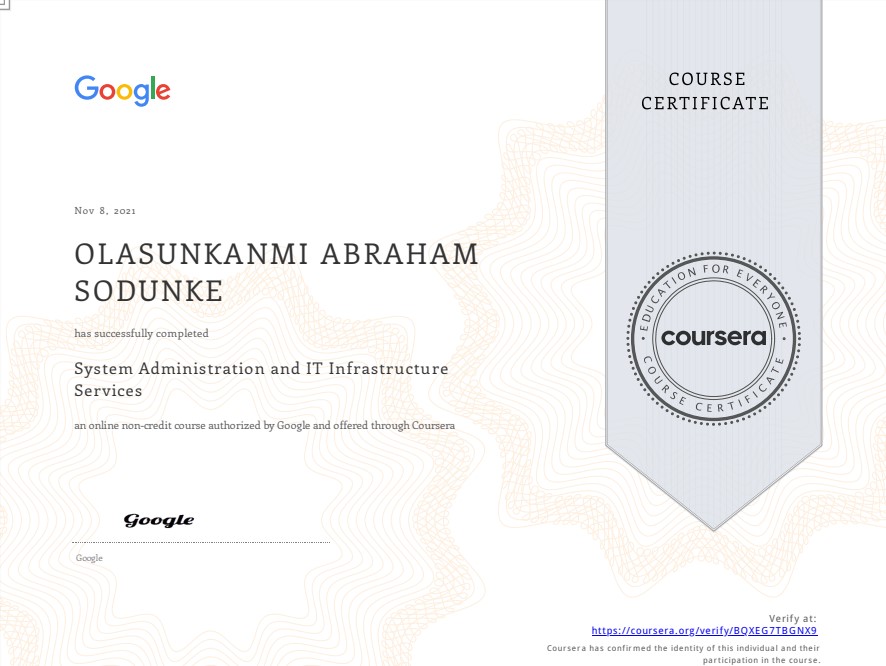 Google
COURSE
CERTIFICATE
Nov 8, 2021
OLASUNKANMI ABRAHAM
SODUNKE
has successfully completed
System Administration and IT Infrastructure
Services
an online non-credit course authorized by Google and offered through Coursera
EDUCATION FOR EVERYONE
coursera
COURSE CERTIFICATE
Google
Google
Verify at:
https://coursera.org/verify/BQXEG7TBGNX9
Coursera has confirmed the identity of this individual and their
participation in the course.